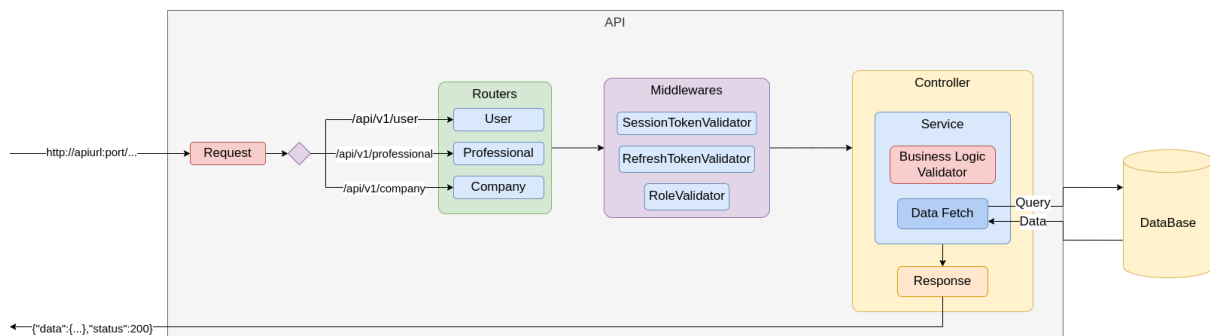 API
Routers
Middlewares
Controller
/api/v1/user
User
SessionTokenValidator
Service
http://apiurl:port/...
Request
/api/v1/professional
Professional
RefreshTokenValidator
Business Logic
Validator
/api/v1/company
Company
RoleValidator
Data Fetch
Query
Data
DataBase
Response
{"data":{...},"status":200}